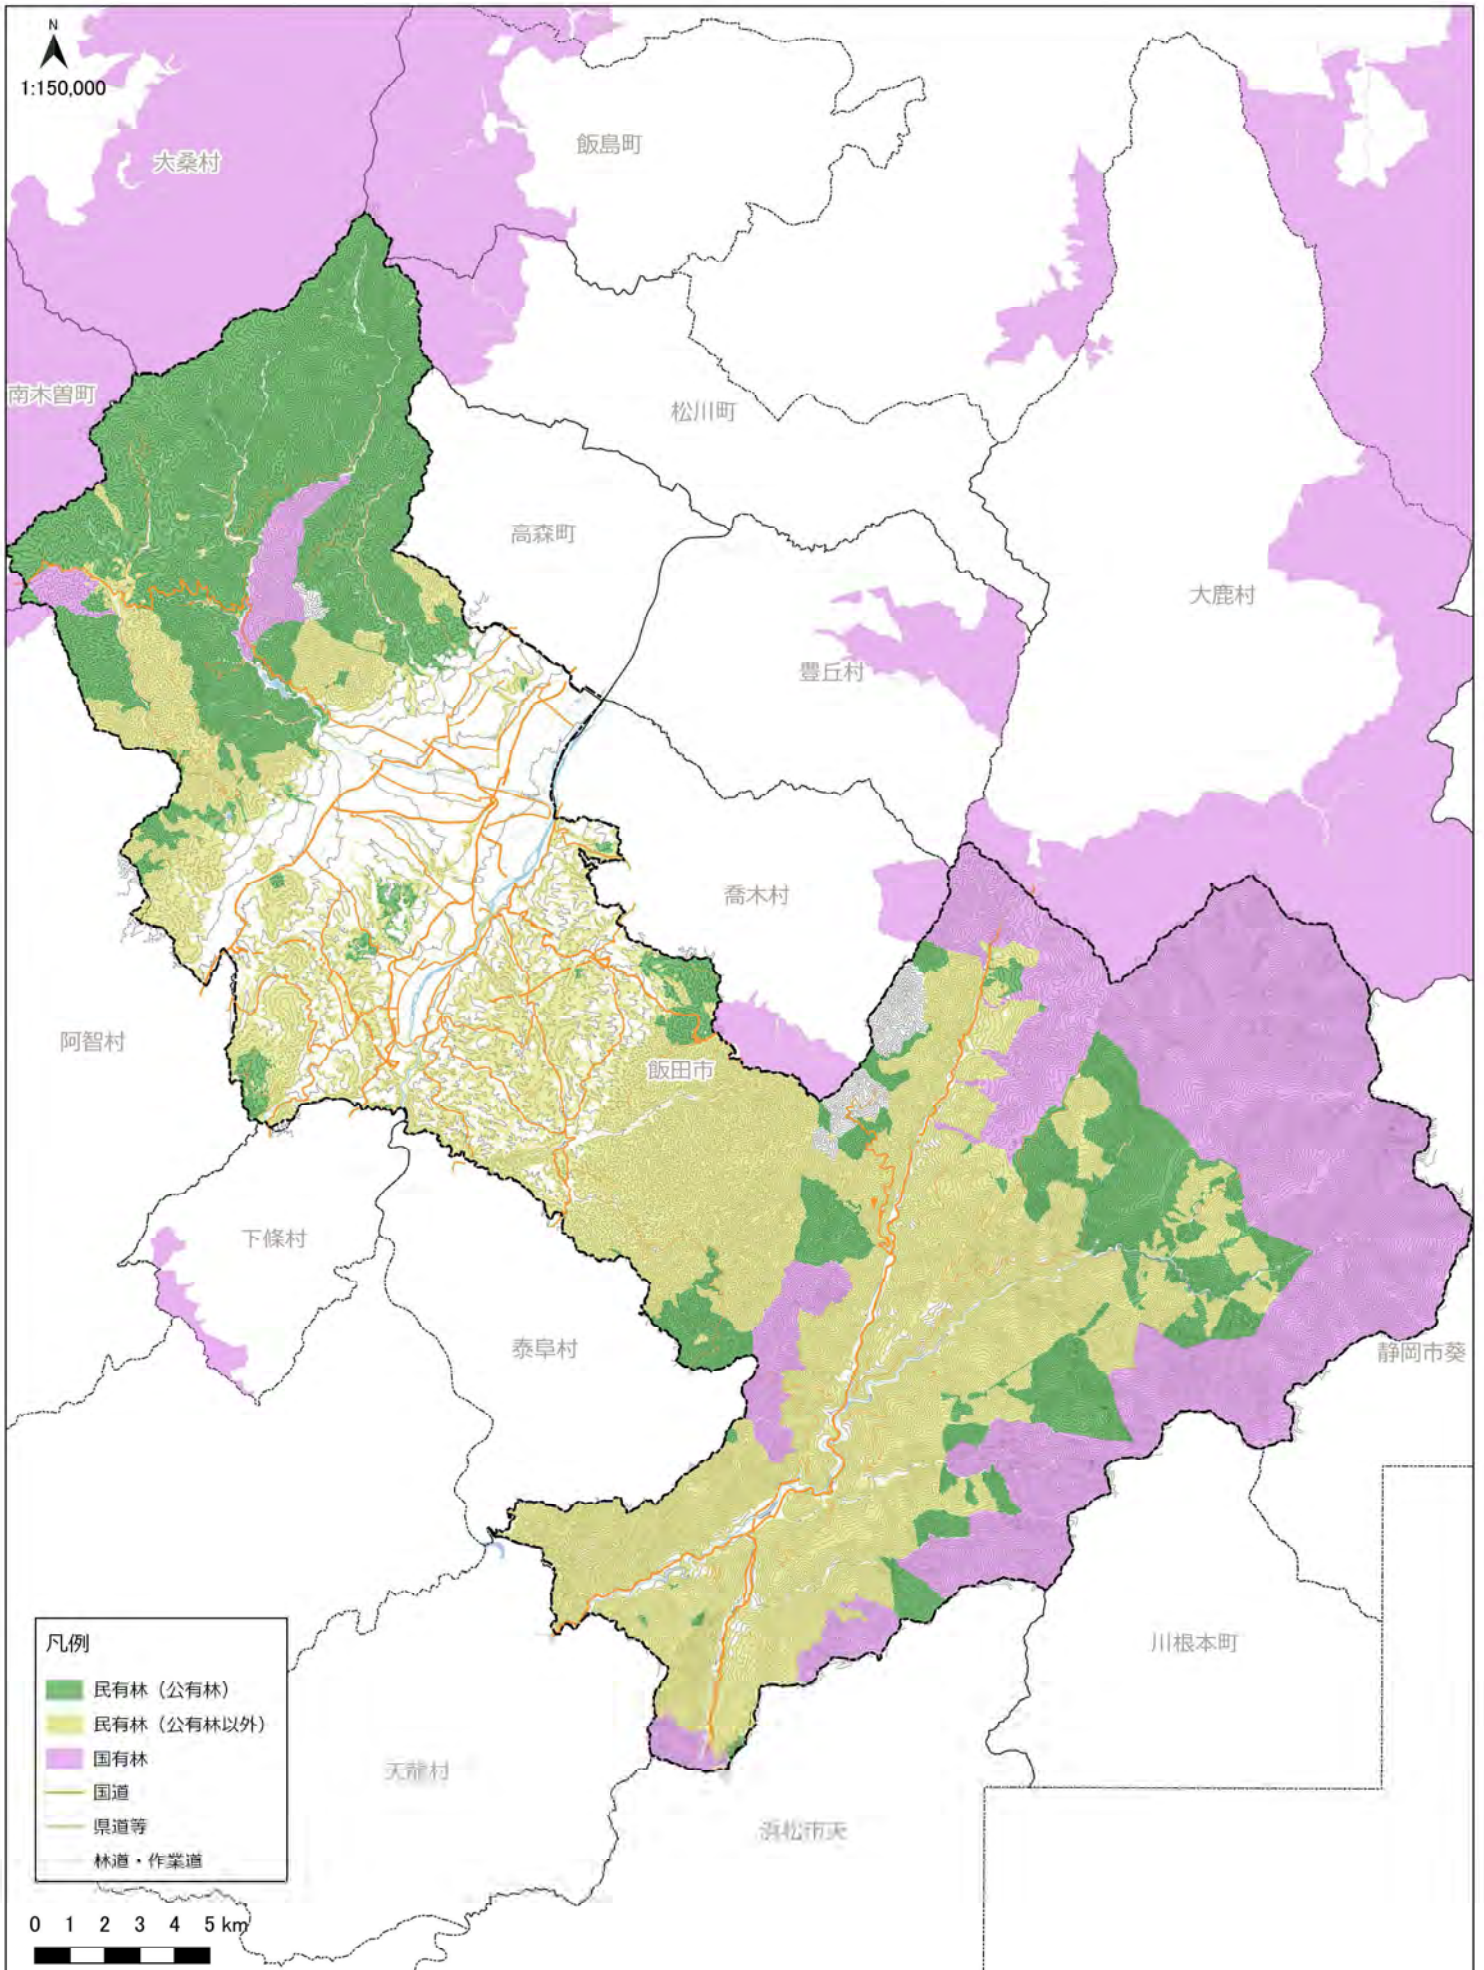 N
1:150,000
飯島町
大桑村
南木曽町
松川町
高森町
大鹿村
豊丘村
喬木村
阿智村
飯田市
下條村
泰阜村
静岡市葵
川根本町
天龍村
浜松市天
凡例
民有林（公有林）
民有林（公有林以外）
国有林
国道
県道等
林道・作業道
0 1 2 3 4 5 km